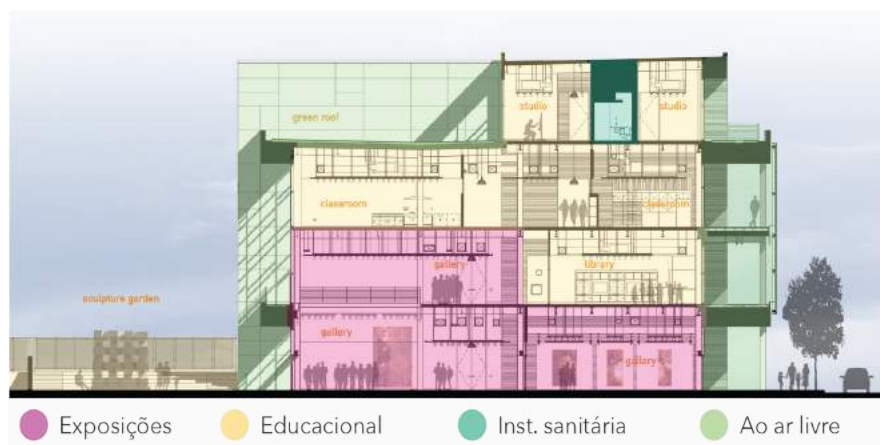 studio
studio
green roof
classroom
classroom
gallery
library
sculpture garden
gallery
gallery
Exposições
Educacional
Inst. sanitária
Ao ar livre